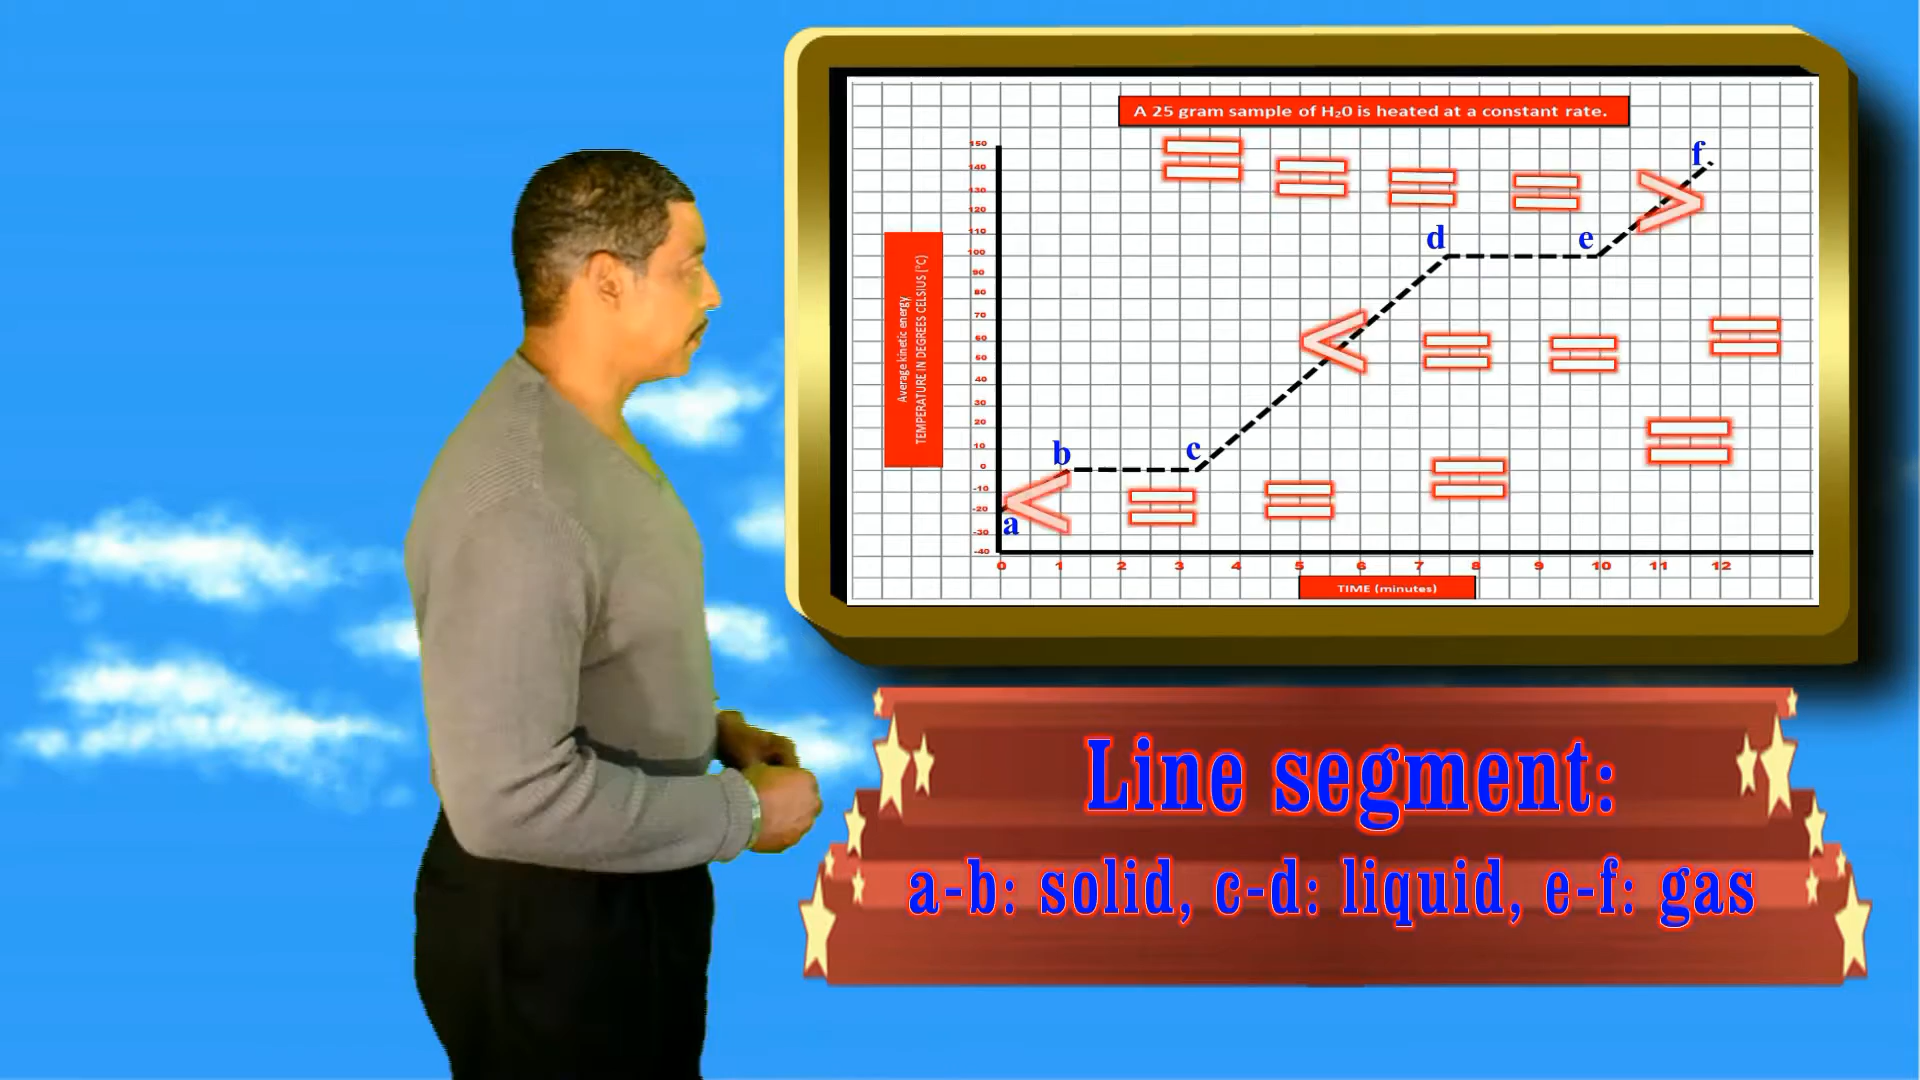 A 25 gram sample of H₂0 is heated at a constant rate.
150
140
130
120
110
100
90
80
70
60
50
40
30
20
10
0
-10
-20
-30
-40
Average kinetic energy
TEMPERATURE IN DEGREES CELSIUS (°C)
f
d
e
b
c
a
0 1 2 3 4 5 6 7 8 9 10 11 12
TIME (minutes)
Line segment:
a-b: solid, c-d: liquid, e-f: gas